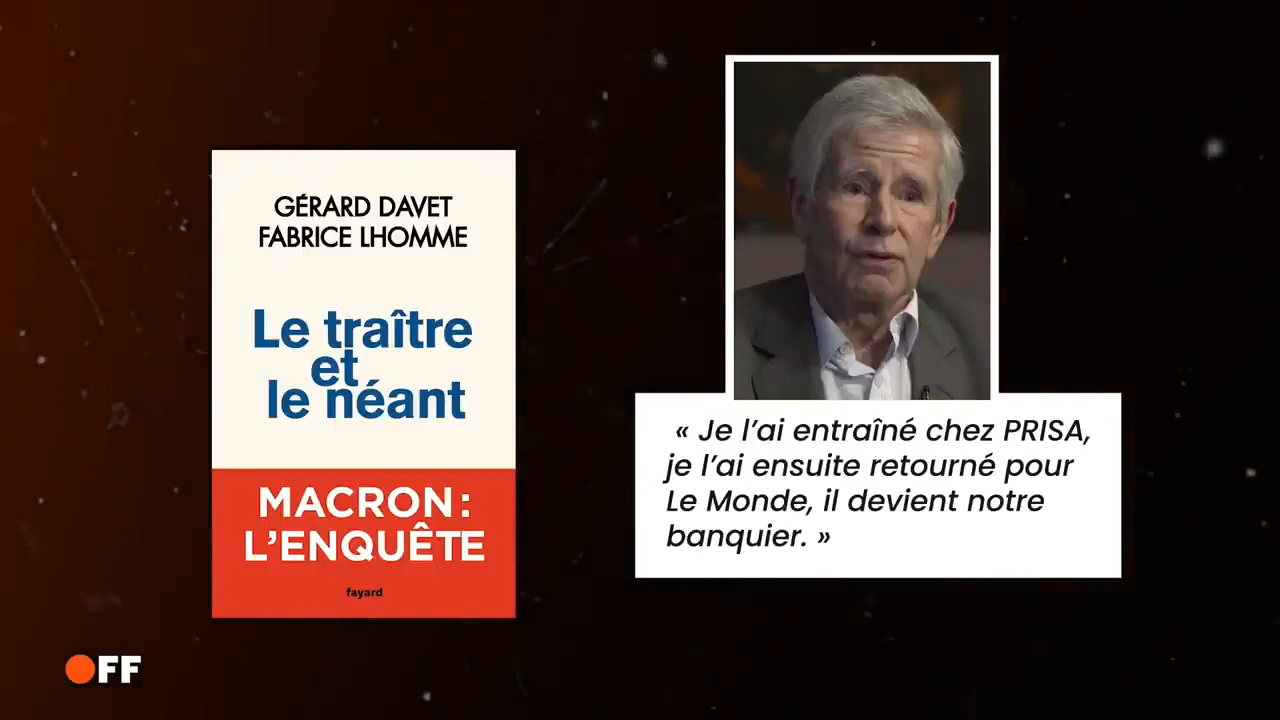 GÉRARD DAVET
FABRICE LHOMME
Le traître
et
le néant
MACRON :
L'ENQUÊTE
fayard
« Je l'ai entraîné chez PRISA,
je l'ai ensuite retourné pour
Le Monde, il devient notre
banquier. »
OFF